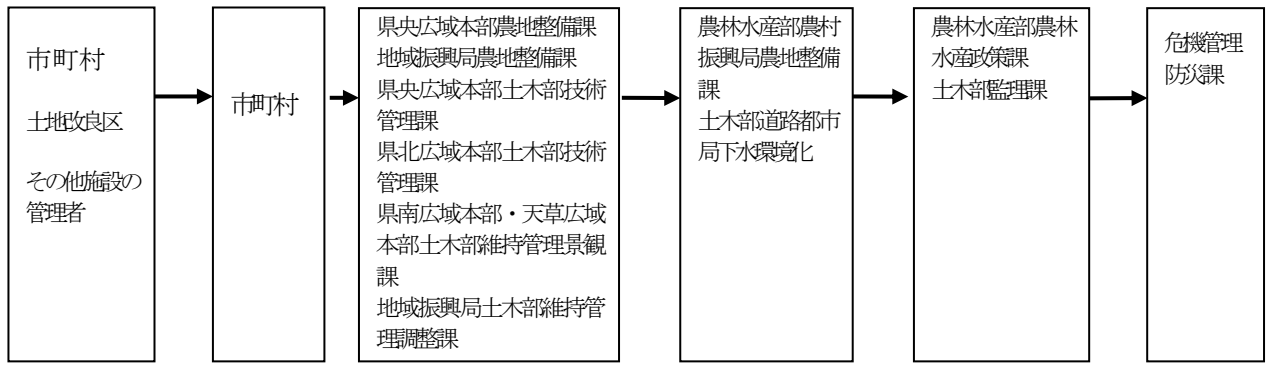 市町村
土地改良区
その他施設の
管理者
市町村
県央広域本部農地整備課
地域振興局農地整備課
県央広域本部土木部技術
管理課
県北広域本部土木部技術
管理課
県南広域本部・天草広域
本部土木部維持管理景観
課
地域振興局土木部維持管
理調整課
農林水産部農村
振興局農地整備
課
土木部道路都市
局下水環境化
農林水産部農林
水産政策課
土木部監理課
危機管理
防災課